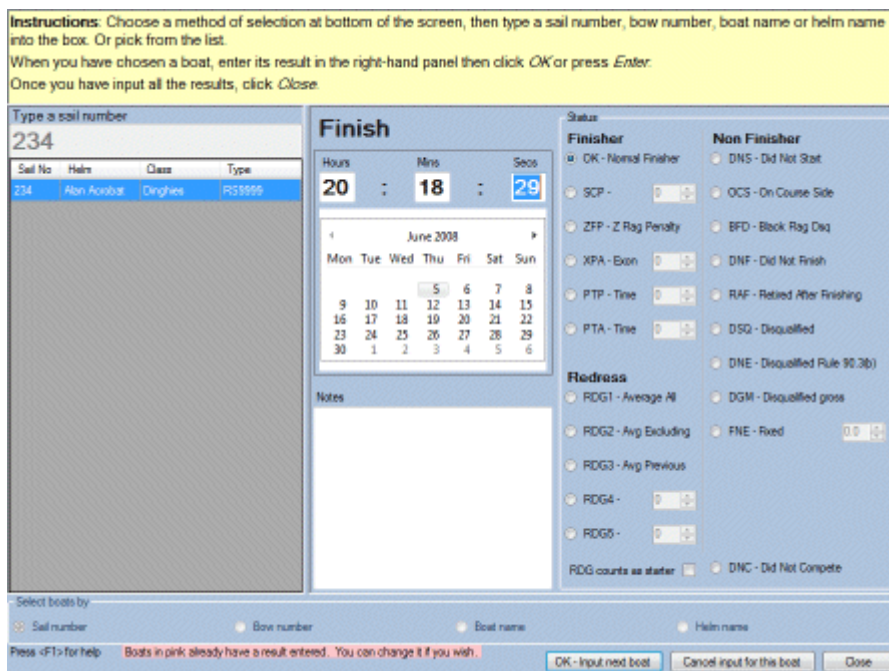 Instructions: Choose a method of selection at bottom of the screen, then type a sail number, bow number, boat name or helm name
into the box. Or pick from the list.
When you have chosen a boat, enter its result in the right-hand panel then click OK or press Enter.
Once you have input all the results, click Close.
Type a sail number
234
Sail No Helm Class Type
234 Alan Acrobat Dinghies RS9999
Finish
Hours Mins Secs
20 : 18 : 29
June 2008
Mon Tue Wed Thu Fri Sat Sun
5 6 7 8
9 10 11 12 13 14 15
16 17 18 19 20 21 22
23 24 25 26 27 28 29
30 1 2 3 4 5 6
Notes
Status
Finisher
OK - Normal Finisher
SCP - 0
ZFP - Z Flag Penalty
XPA - Exon 0
PTP - Time 0
PTA - Time 0
Redress
RDG1 - Average All
RDG2 - Avg Excluding
RDG3 - Avg Previous
RDG4 - 0
RDG5 - 0
RDG counts as starter
Non Finisher
DNS - Did Not Start
OCS - On Course Side
BFD - Black Flag Dsq
DNF - Did Not Finish
RAF - Retired After Finishing
DSQ - Disqualified
DNE - Disqualified Rule 90.3(b)
DGM - Disqualified gross
FNE - Fixed 0.0
DNC - Did Not Compete
Select boats by
Sail number Bow number Boat name Helm name
Press <F1> for help Boats in pink already have a result entered. You can change it if you wish.
OK - Input next boat Cancel input for this boat Close